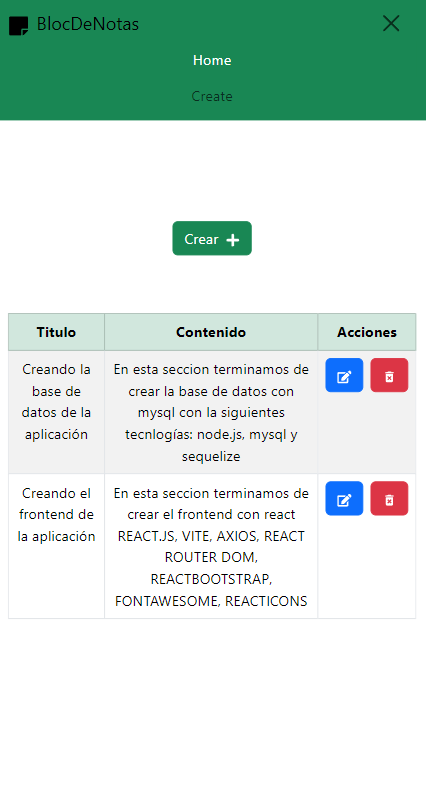 BlocDeNotas
Home
Create
Crear
Titulo Contenido Acciones
Creando la
base de
datos de la
aplicación
En esta seccion terminamos de
crear la base de datos con
mysql con la siguientes
tecnlogías: node.js, mysql y
sequelize
Creando el
frontend de
la aplicación
En esta seccion terminamos de
crear el frontend con react
REACT.JS, VITE, AXIOS, REACT
ROUTER DOM,
REACTBOOTSTRAP,
FONTAWESOME, REACTICONS